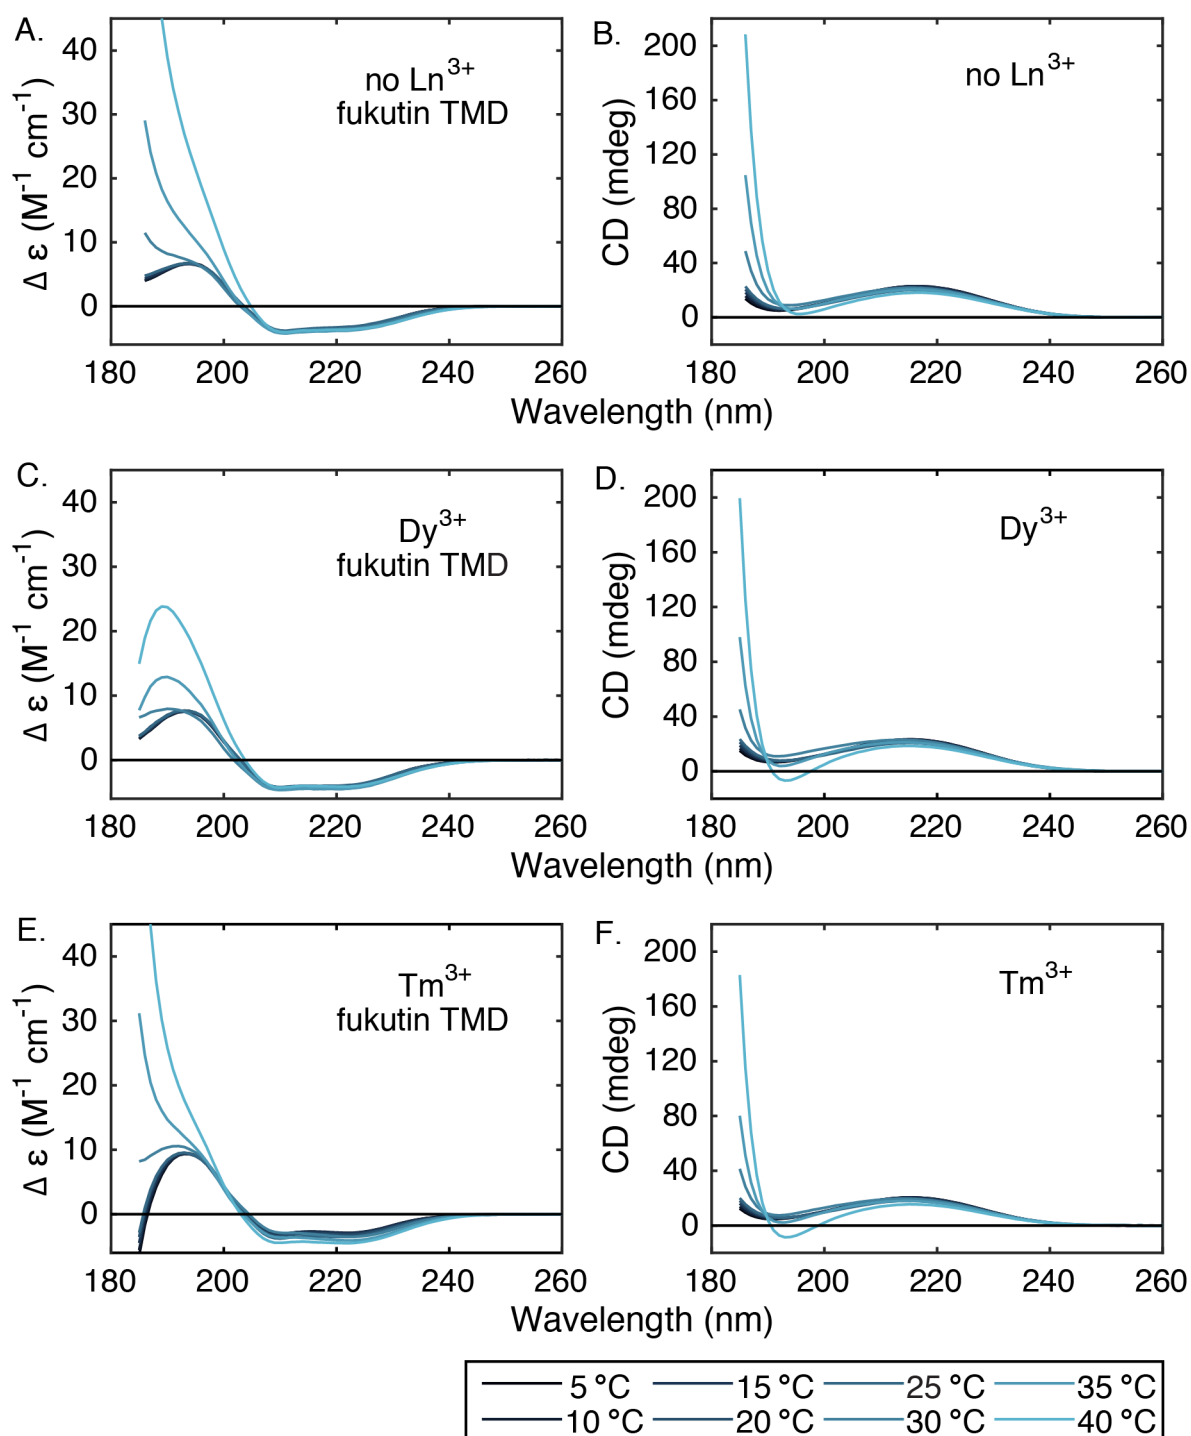 A.
no Ln3+
fukutin TMD
Δ ε (M-1 cm-1)
40
30
20
10
0
180 200 220 240 260
B.
no Ln3+
CD (mdeg)
200
160
120
80
40
0
180 200 220 240 260
Wavelength (nm)
C.
Dy3+
fukutin TMD
Δ ε (M-1 cm-1)
40
30
20
10
0
180 200 220 240 260
D.
Dy3+
CD (mdeg)
200
160
120
80
40
0
180 200 220 240 260
Wavelength (nm)
E.
Tm3+
fukutin TMD
Δ ε (M-1 cm-1)
40
30
20
10
0
180 200 220 240 260
F.
Tm3+
CD (mdeg)
200
160
120
80
40
0
180 200 220 240 260
Wavelength (nm)
5 °C 15 °C 25 °C 35 °C
10 °C 20 °C 30 °C 40 °C